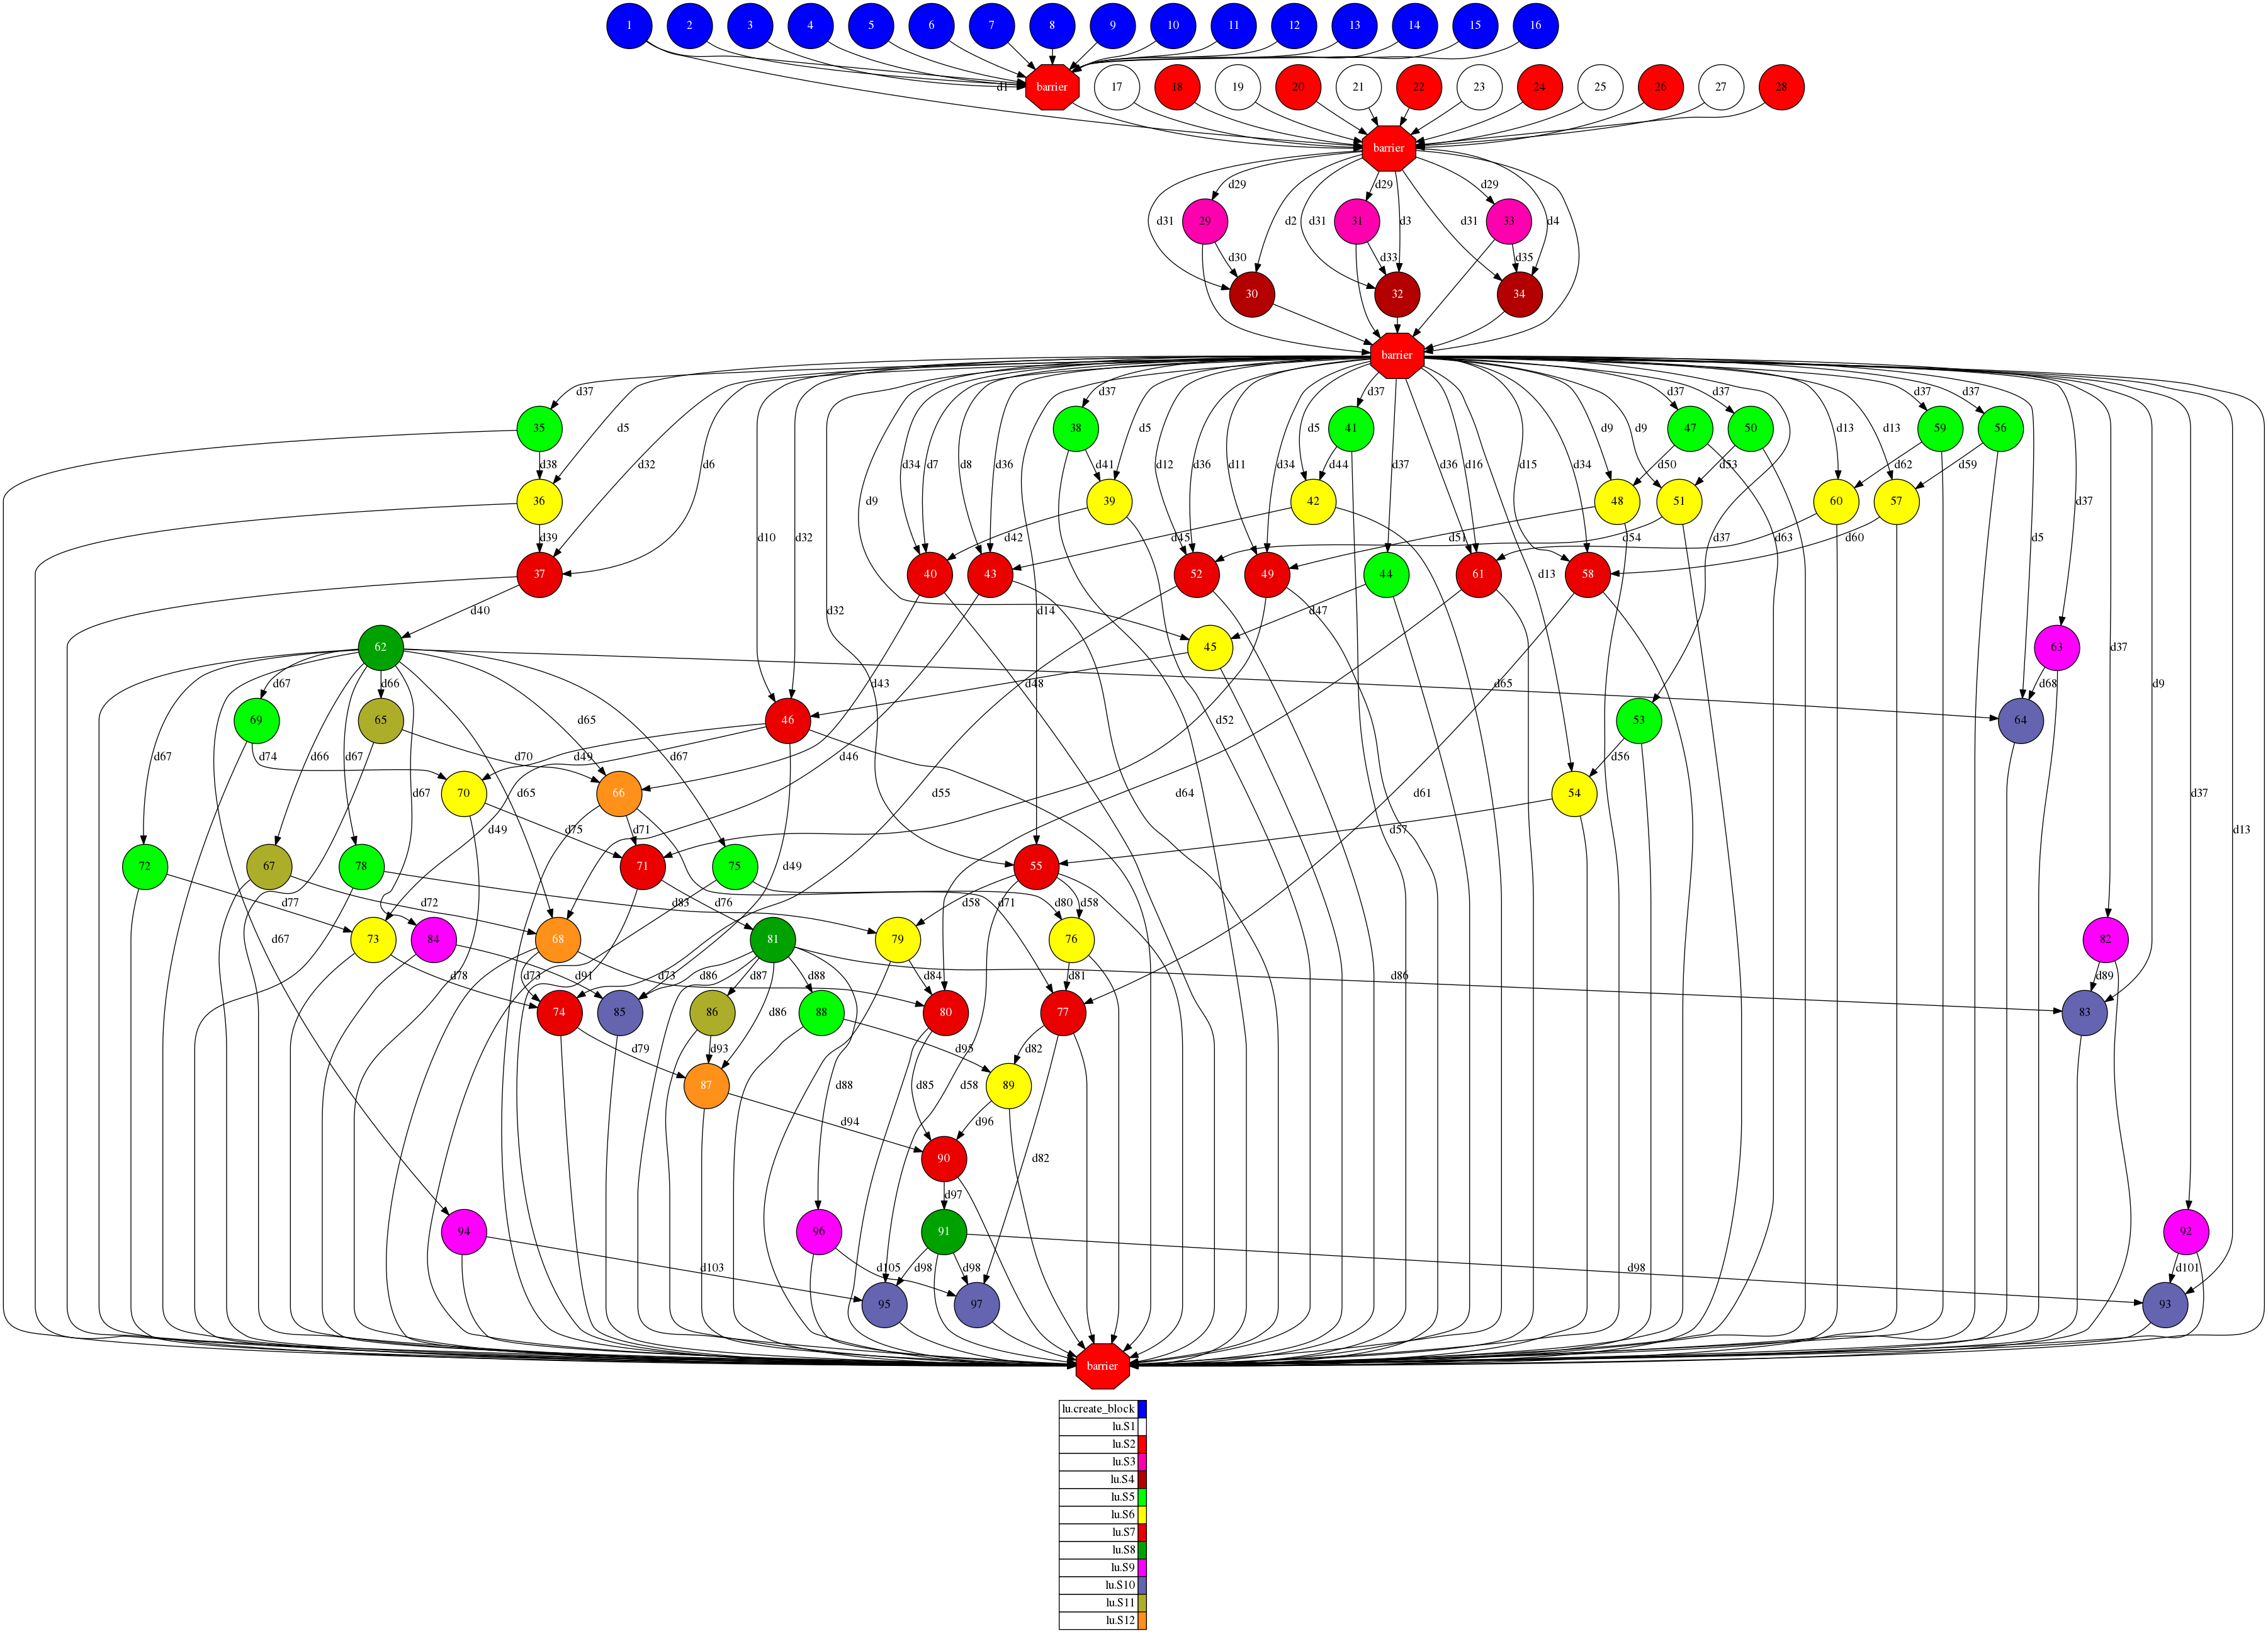 1 2 3 4 5 6 7 8 9 10 11 12 13 14 15 16
d1 barrier 17 18 19 20 21 22 23 24 25 26 27 28
barrier
d29 d29 d29
d31 29 d2 d31 31 d3 d31 33 d4
d30 d33 d35
30 32 34
barrier
d37 d37 d37 d37 d37 d37 d37
35 d5 38 d5 d5 41 d9 d9 47 50 d13 d13 59 56
d38 d32 d6 d34 d7 d8 d36 d41 d12 d36 d11 d34 d44 d37 d36 d16 d15 d34 d50 d53 d62 d59
36 d9 39 42 48 51 60 57 d37 d5
d39 d10 d32 d42 d45 d51 d54 d37 d63 d60
37 40 43 52 49 44 61 d13 58
d40 d32 d14 d47
62 45 63 d37
d67 d66 d43 d48 d65 d68 d9
69 65 d65 46 d52 53 64
d67 d74 d66 d67 d70 d49 d67 d46 d56
d67 70 d65 66 d55 d64 d61 54 d37
d49 d75 d71 d57 d13
72 67 78 71 75 d49 55
d77 d72 d76 d83 d58 d71 d80 d58
d67 73 84 68 81 79 76 82
d78 d73 d91 d73 d86 d87 d88 d84 d81 d86 d89
74 85 86 d86 88 80 77 83
d79 d93 d95 d82
87 d88 d85 d58 89
d94 d96
90 d82
d97
94 96 91 92
d103 d105 d98 d98 d98 d101
95 97 93
barrier
lu.create_block
lu.S1
lu.S2
lu.S3
lu.S4
lu.S5
lu.S6
lu.S7
lu.S8
lu.S9
lu.S10
lu.S11
lu.S12